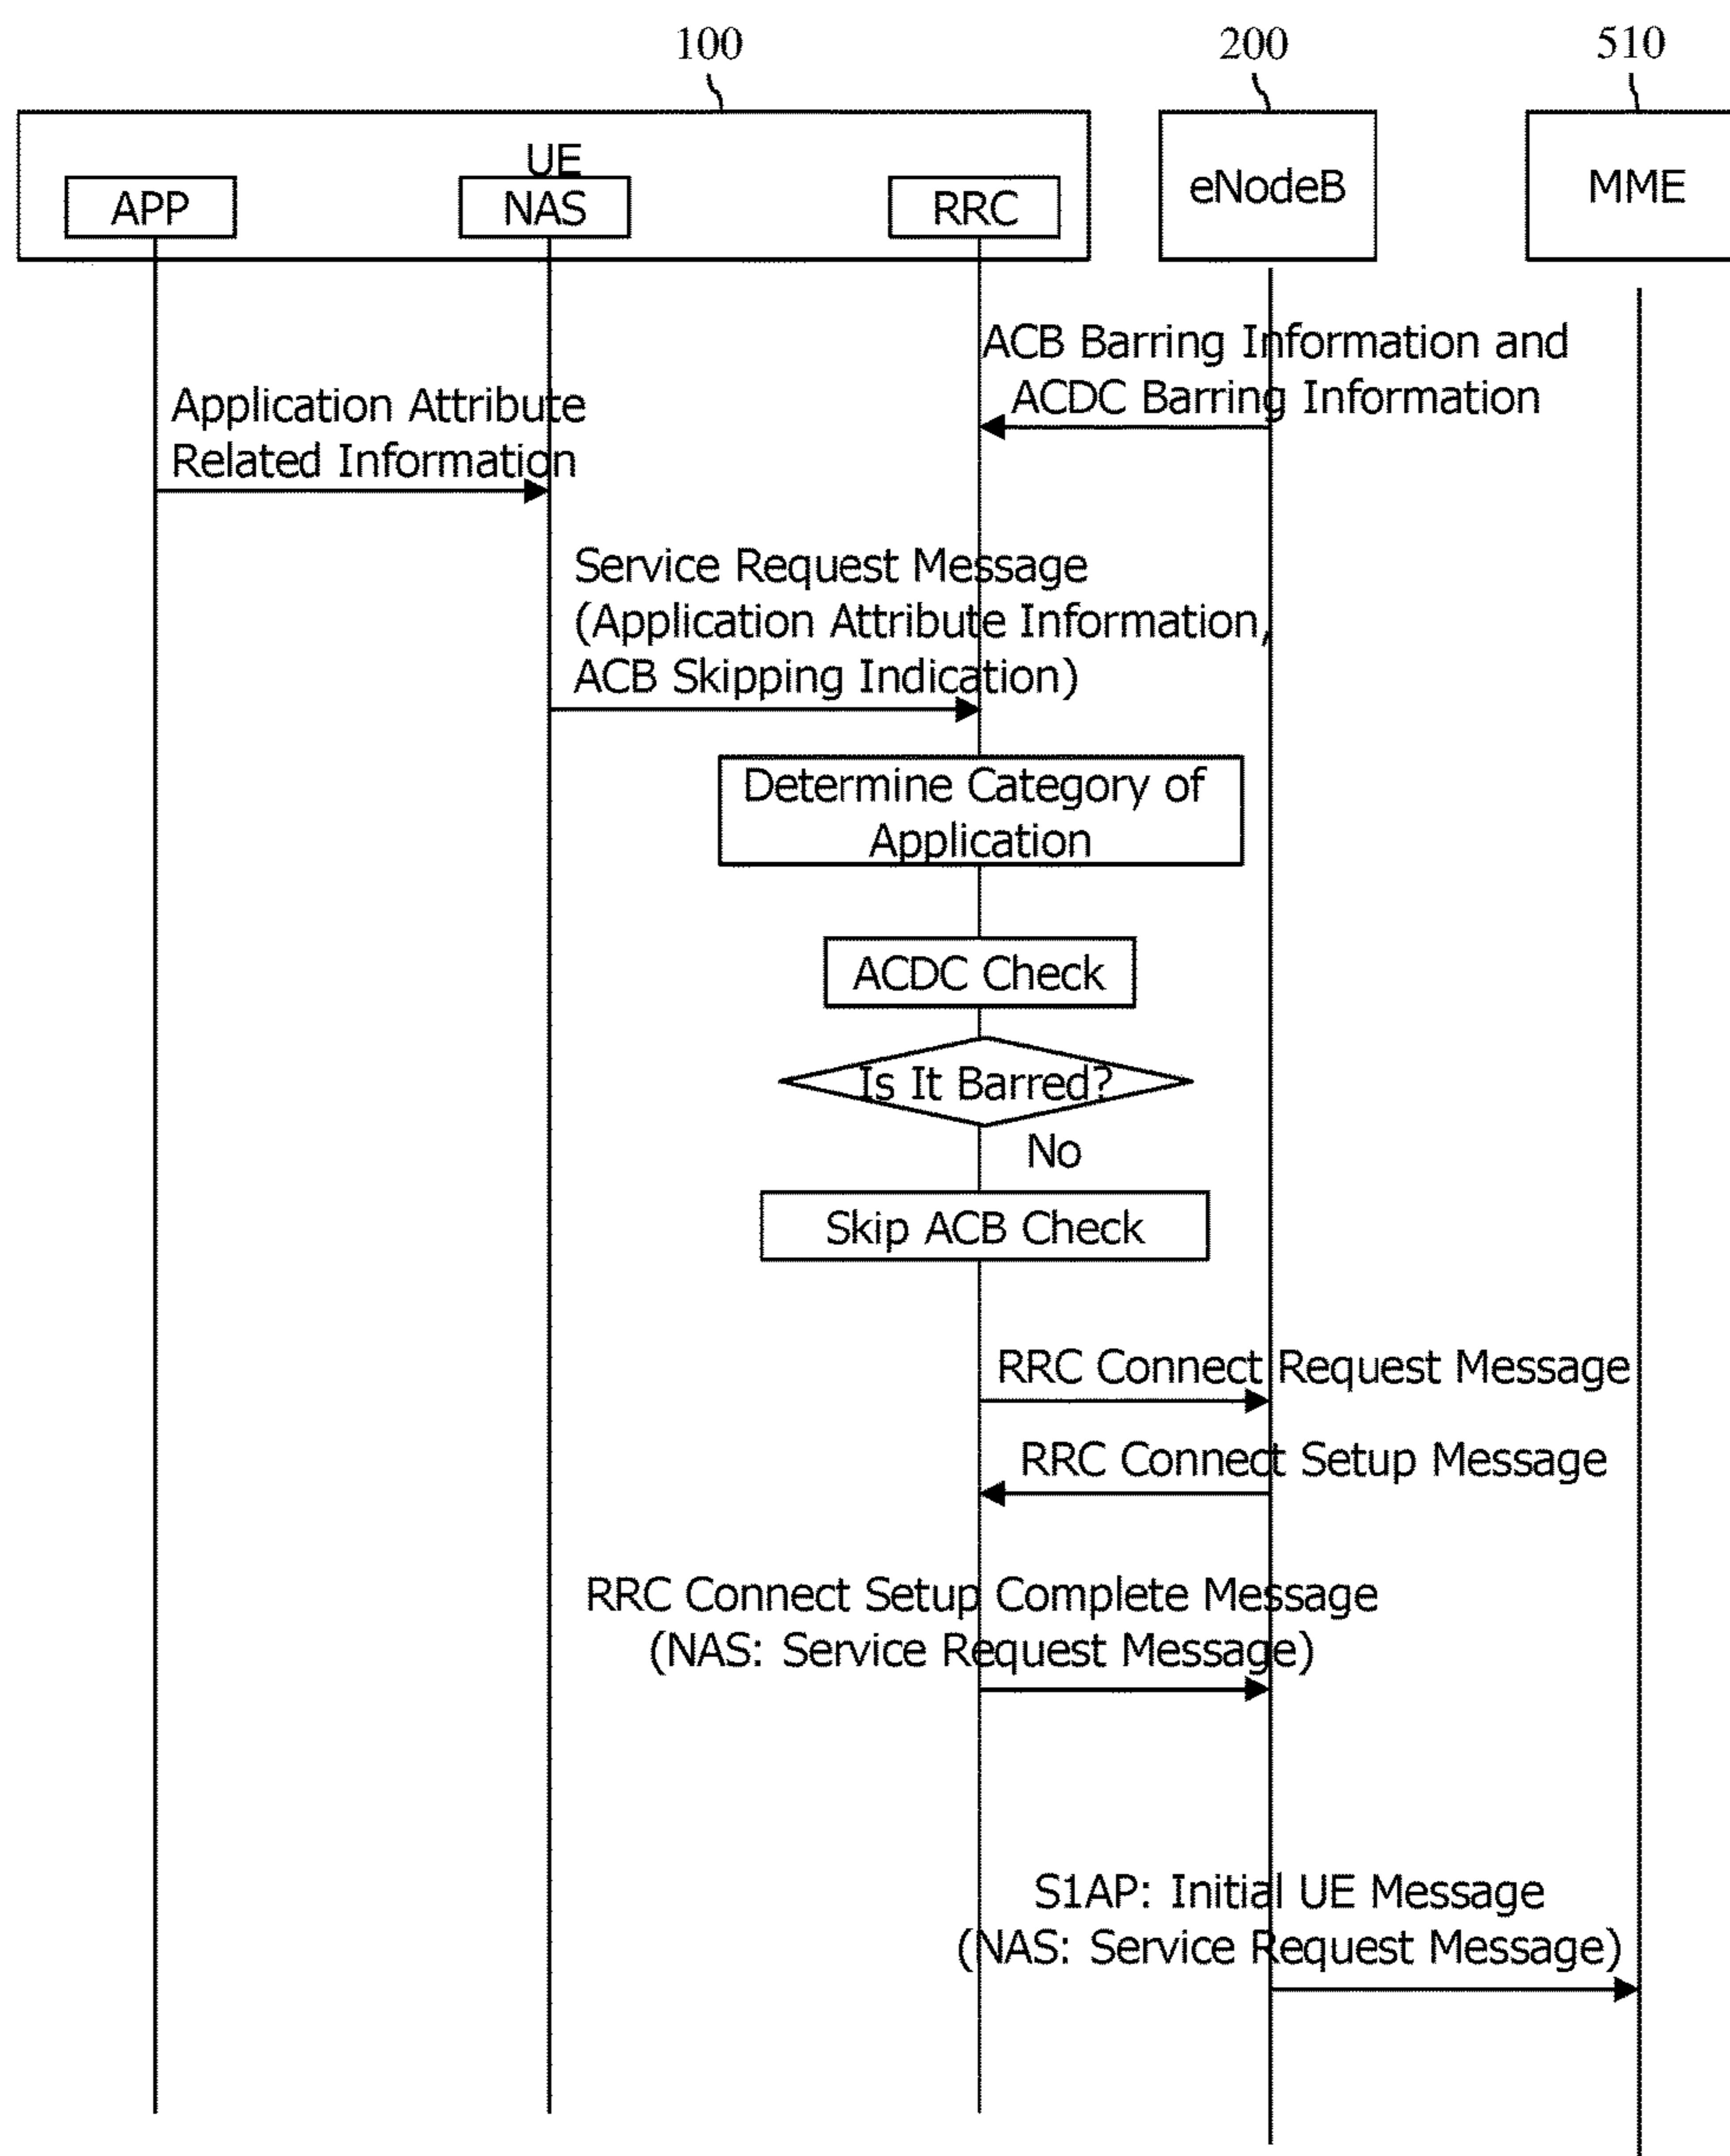 100
200
510
UE
APP
NAS
RRC
eNodeB
MME
ACB Barring Information and
ACDC Barring Information
Application Attribute
Related Information
Service Request Message
(Application Attribute Information,
ACB Skipping Indication)
Determine Category of
Application
ACDC Check
Is It Barred?
No
Skip ACB Check
RRC Connect Request Message
RRC Connect Setup Message
RRC Connect Setup Complete Message
(NAS: Service Request Message)
S1AP: Initial UE Message
(NAS: Service Request Message)